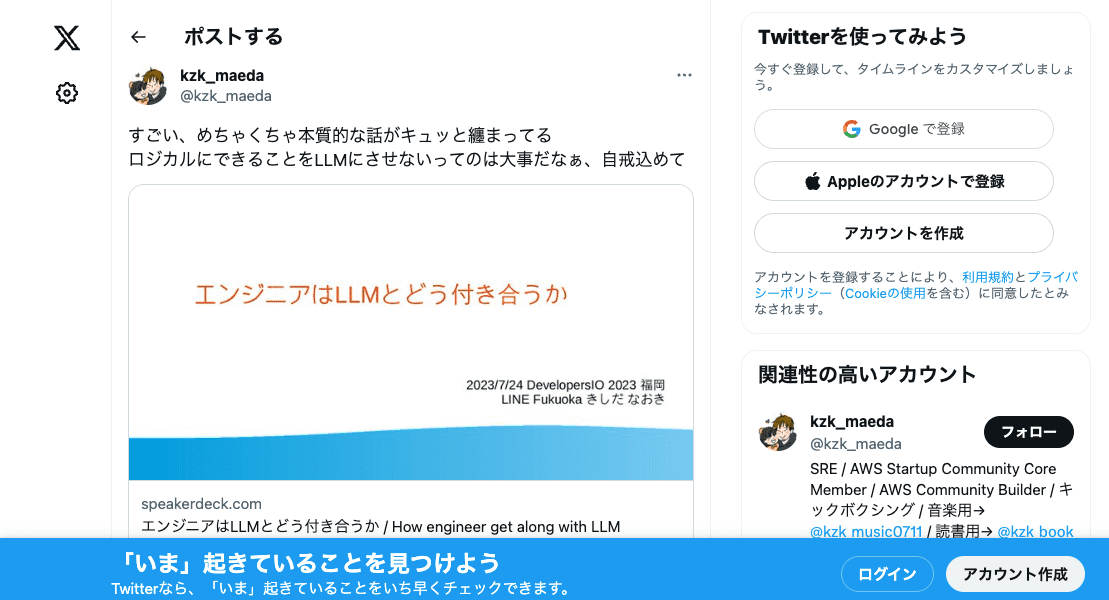 ポストする
kzk_maeda
@kzk_maeda
すごい、めちゃくちゃ本質的な話がキュッと纏まってる
ロジカルにできることをLLMにさせないってのは大事だなぁ、自戒込めて
エンジニアはLLMとどう付き合うか
2023/7/24 DevelopersIO 2023 福岡
LINE Fukuoka きしだ なおき
speakerdeck.com
エンジニアはLLMとどう付き合うか / How engineer get along with LLM
Twitterを使ってみよう
今すぐ登録して、タイムラインをカスタマイズしましょ
う。
Google で登録
Appleのアカウントで登録
アカウントを作成
アカウントを登録することにより、利用規約とプライバ
シーポリシー（Cookieの使用を含む）に同意したとみ
なされます。
関連性の高いアカウント
kzk_maeda
@kzk_maeda
フォロー
SRE / AWS Startup Community Core
Member / AWS Community Builder / キ
ックボクシング / 音楽用→
@kzk_music0711 / 読書用→ @kzk_book
「いま」起きていることを見つけよう
Twitterなら、「いま」起きていることをいち早くチェックできます。
ログイン
アカウント作成